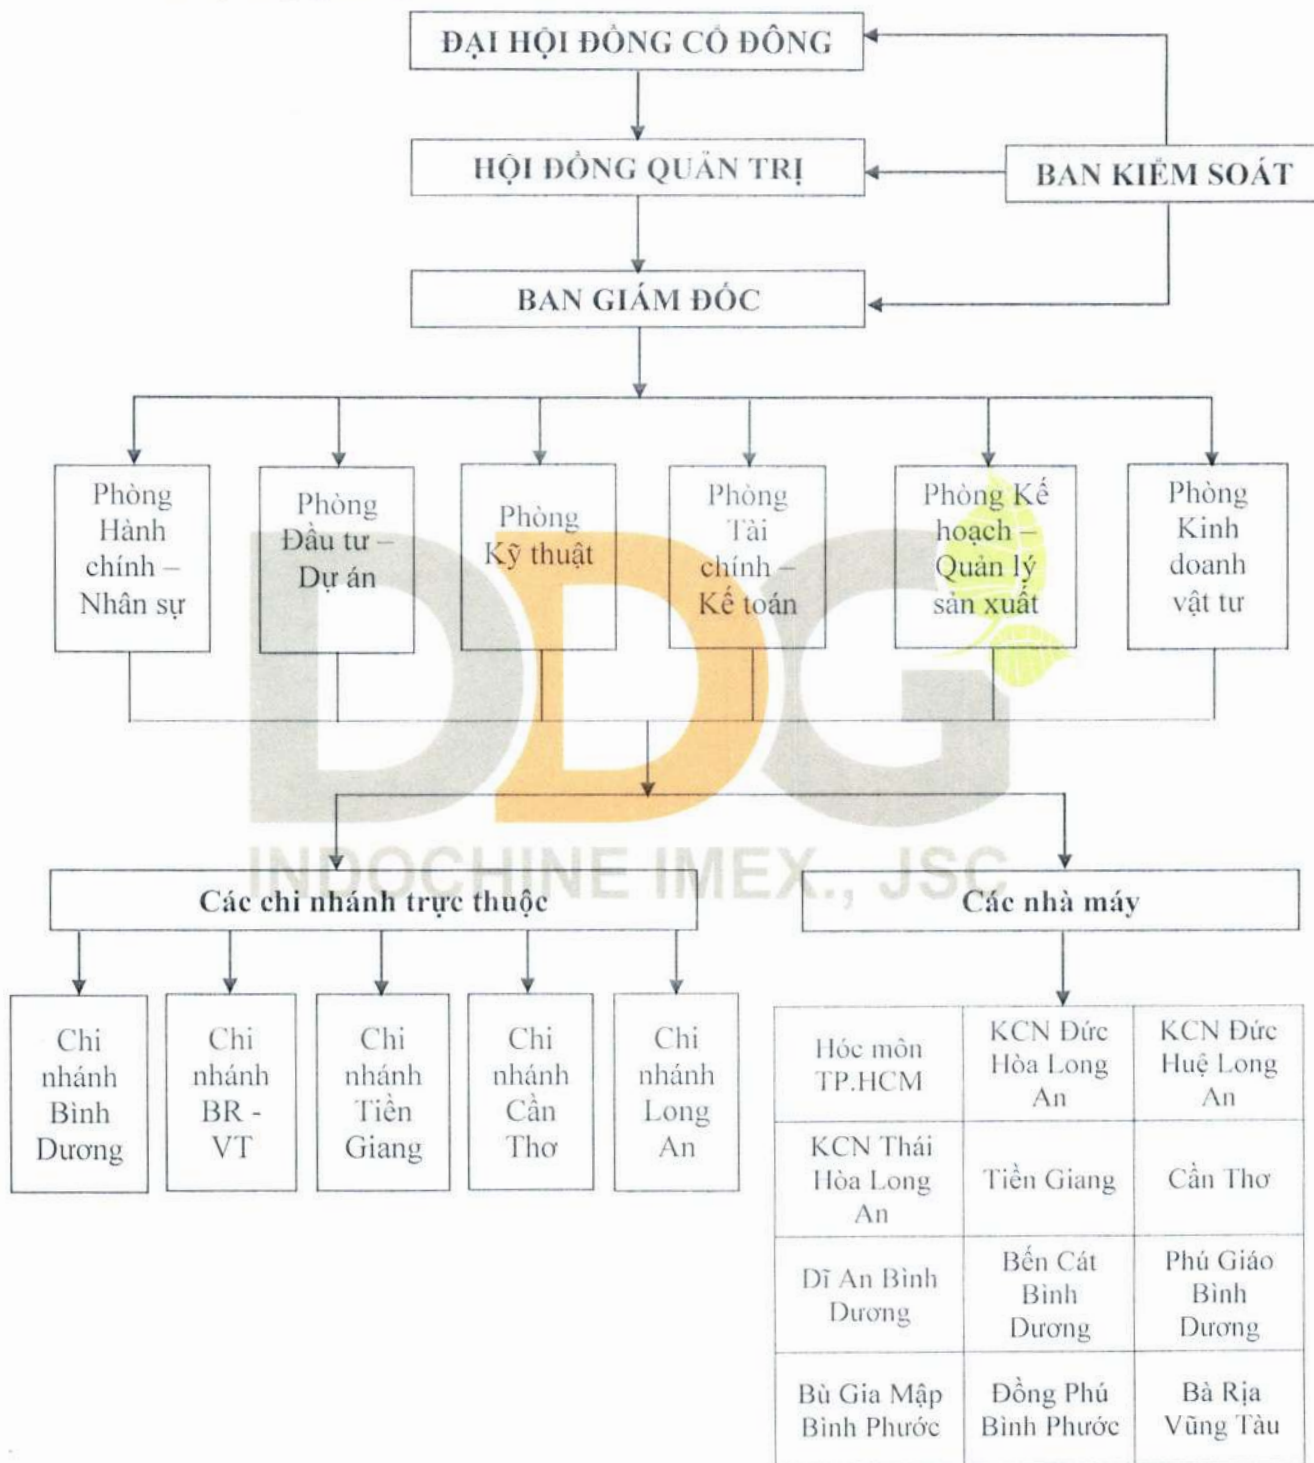 ĐẠI HỘI ĐỒNG CỔ ĐÔNG
HỘI ĐỒNG QUẢN TRỊ
BAN KIỂM SOÁT
BAN GIÁM ĐỐC
Phòng
Hành
chính –
Nhân sự
Phòng
Đầu tư –
Dự án
Phòng
Kỹ thuật
Phòng
Tài
chính –
Kế toán
Phòng Kế
hoạch –
Quản lý
sản xuất
Phòng
Kinh
doanh
vật tư
DDG
INDOCHINE IMEX., JSC
Các chi nhánh trực thuộc
Chi
nhánh
Bình
Dương
Chi
nhánh
BR -
VT
Chi
nhánh
Tiền
Giang
Chi
nhánh
Cần
Thơ
Chi
nhánh
Long
An
Các nhà máy
Hóc môn
TP.HCM
KCN Đức
Hòa Long
An
KCN Đức
Huệ Long
An
KCN Thái
Hòa Long
An
Tiền Giang
Cần Thơ
Dĩ An Bình
Dương
Bến Cát
Bình
Dương
Phú Giáo
Bình
Dương
Bù Gia Mập
Bình Phước
Đồng Phú
Bình Phước
Bà Rịa
Vũng Tàu